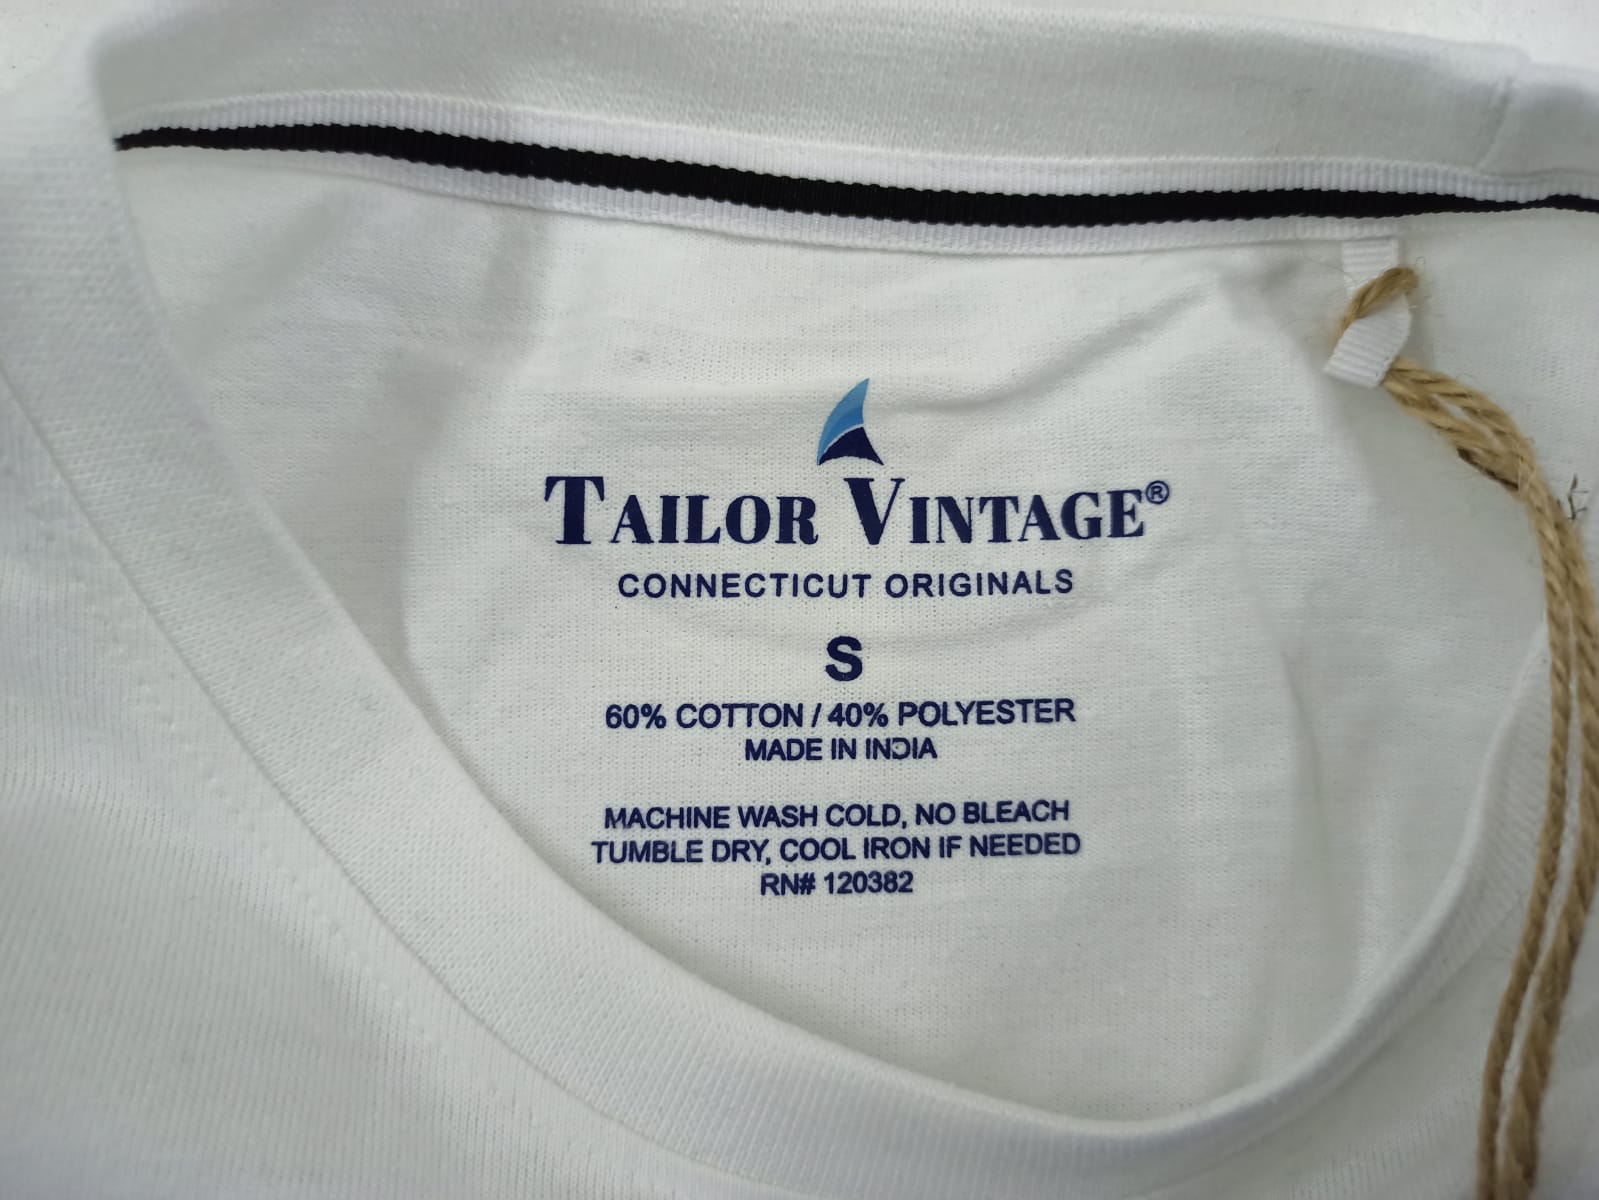 TAILOR VINTAGE®
CONNECTICUT ORIGINALS
S
60% COTTON / 40% POLYESTER
MADE IN INDIA
MACHINE WASH COLD, NO BLEACH
TUMBLE DRY, COOL IRON IF NEEDED
RN# 120382